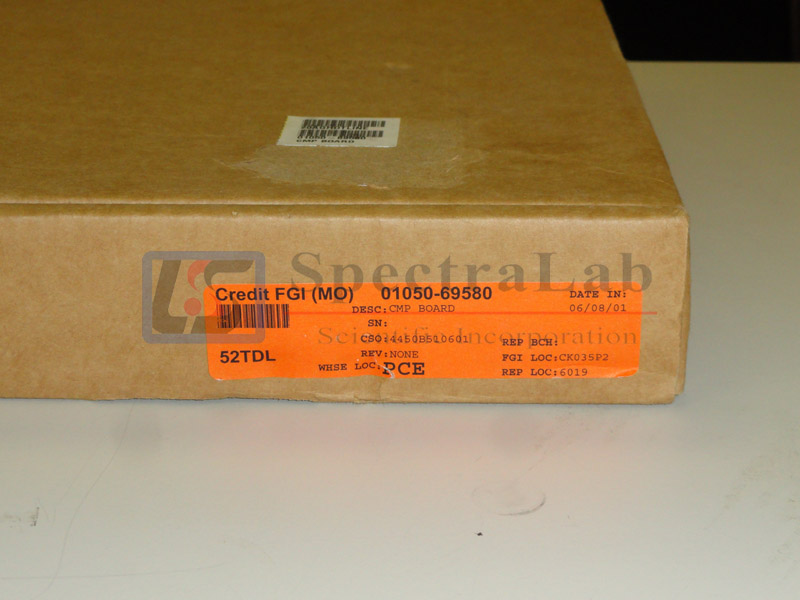 CMP BOARD
SpectraLab
Scientific Incorporation
Credit FGI (MO) 01050-69580 DATE IN:
DESC:CMP BOARD 06/08/01
SN:
CSO:4450B510601 REP BCH:
52TDL REV:NONE FGI LOC:CK035P2
WHSE LOC:PCE REP LOC:6019